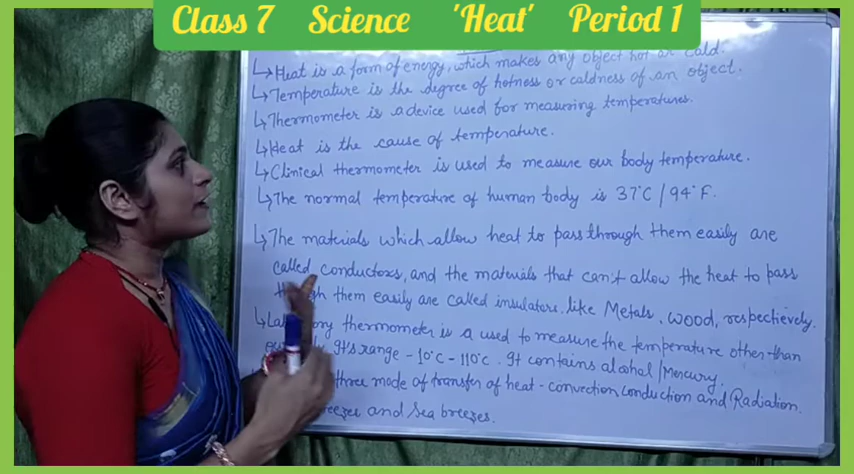 Class 7 Science 'Heat' Period 1
↳Heat is a form of energy, which makes any object hot or cold.
↳Temperature is the degree of hotness or coldness of an object.
↳Thermometer is a device used for measuring temperatures.
↳Heat is the cause of temperature.
↳Clinical thermometer is used to measure our body temperature.
↳The normal temperature of human body is 37°C / 94°F.
↳The materials which allow heat to pass through them easily are
called conductors, and the materials that can't allow the heat to pass
them easily are called insulators. like Metals, wood, respectievely.
thermometer is a used to measure the temperature other than
It's range -10°C - 110°C. It contains alcohol/Mercury.
three mode of transfer of heat - convection, conduction and Radiation.
and Sea breezes.